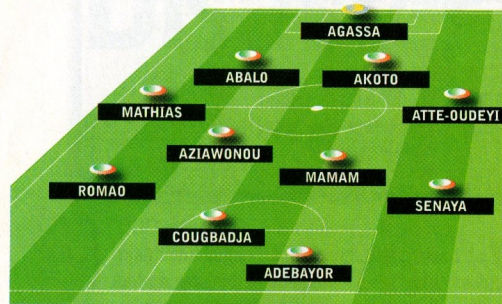 AGASSA
ABALO
AKOTO
MATHIAS
ATTE-OUDEYI
AZIAWONOU
MAMAM
ROMAO
SENAYA
COUGBADJA
ADEBAYOR